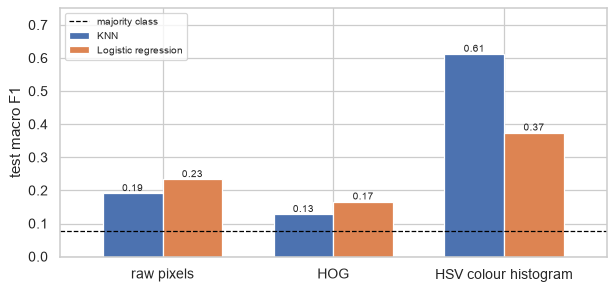 test macro F1
0.7
0.6
0.5
0.4
0.3
0.2
0.1
0.0
majority class
KNN
Logistic regression
0.19
0.23
0.13
0.17
0.61
0.37
raw pixels
HOG
HSV colour histogram